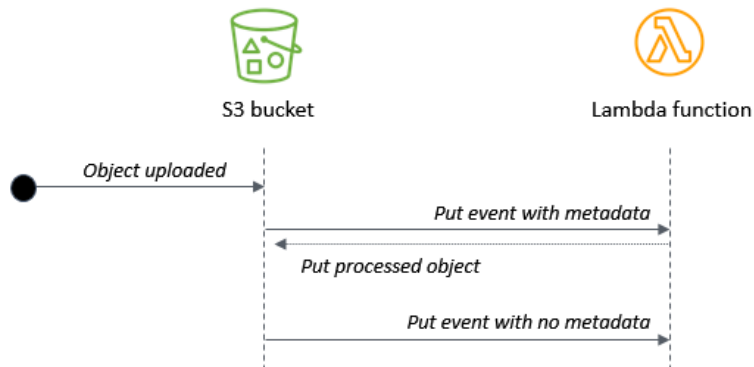 S3 bucket
Lambda function
Object uploaded
Put event with metadata
Put processed object
Put event with no metadata